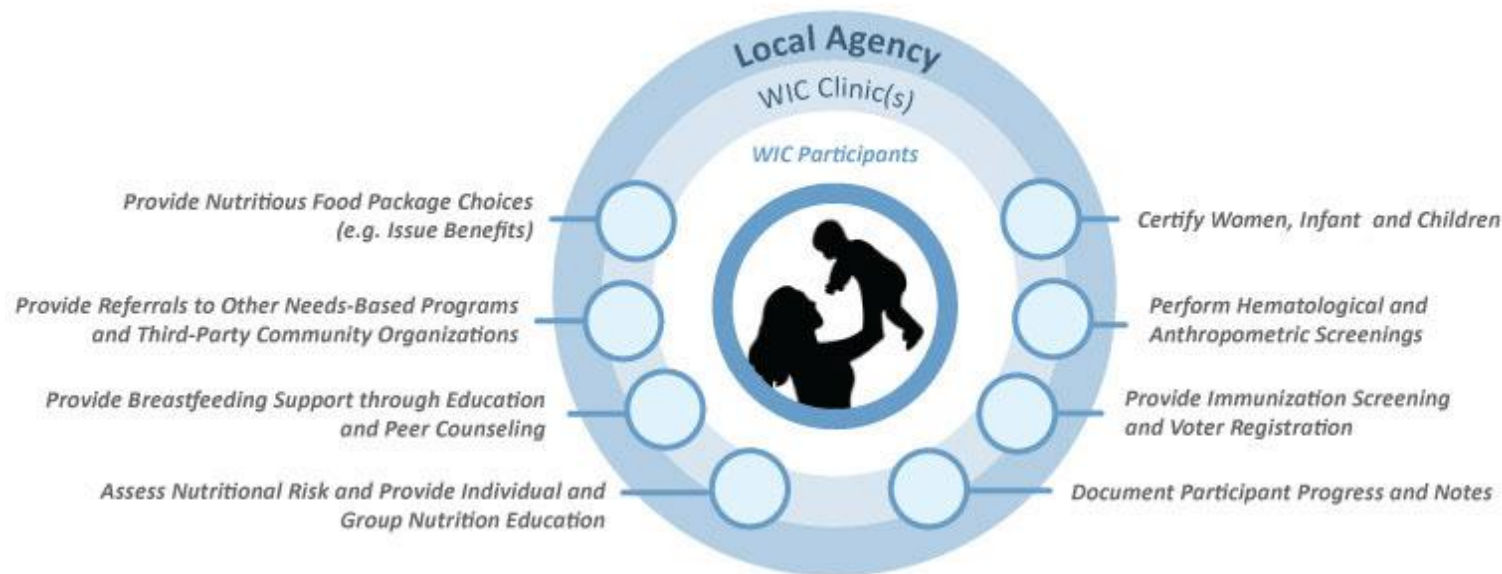 Local Agency
WIC Clinic(s)
WIC Participants
Provide Nutritious Food Package Choices
(e.g. Issue Benefits)
Provide Referrals to Other Needs-Based Programs
and Third-Party Community Organizations
Provide Breastfeeding Support through Education
and Peer Counseling
Assess Nutritional Risk and Provide Individual and
Group Nutrition Education
Certify Women, Infant and Children
Perform Hematological and
Anthropometric Screenings
Provide Immunization Screening
and Voter Registration
Document Participant Progress and Notes